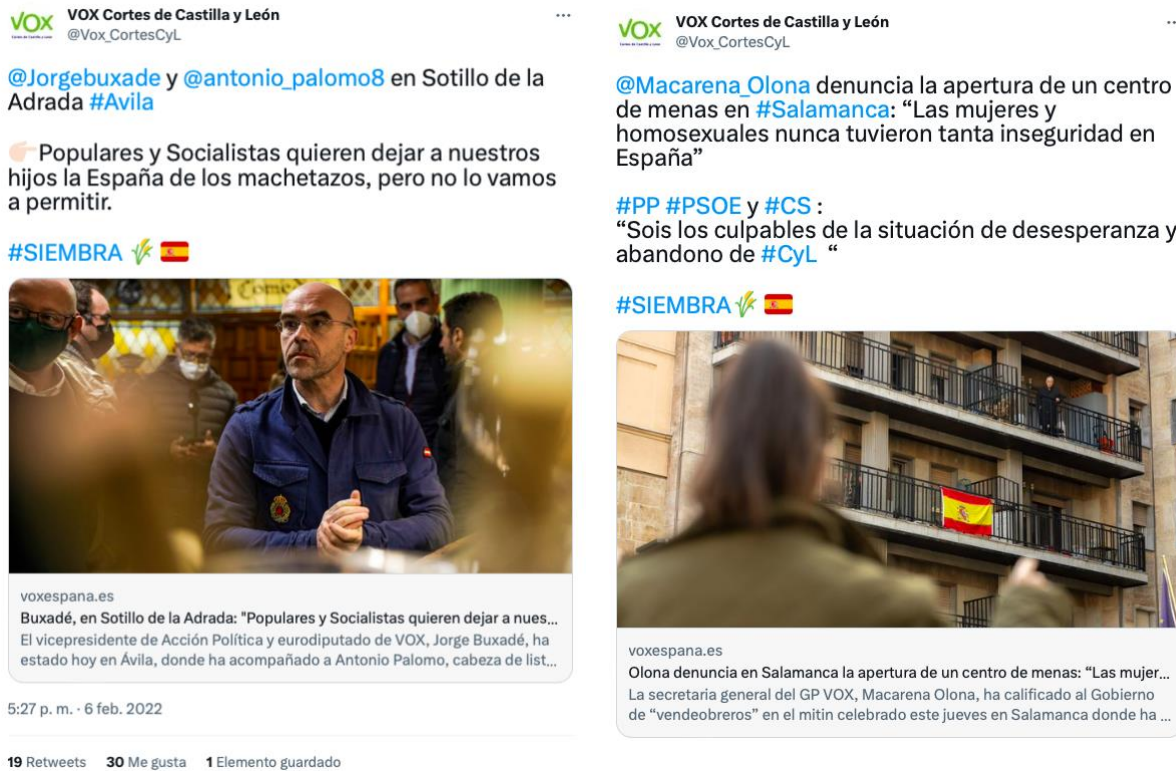 VOX
VOX Cortes de Castilla y León
@Vox_CortesCyL
@Jorgebuxade y @antonio_palomo8 en Sotillo de la
Adrada #Avila
Populares y Socialistas quieren dejar a nuestros
hijos la España de los machetazos, pero no lo vamos
a permitir.
#SIEMBRA
voxespana.es
Buxadé, en Sotillo de la Adrada: "Populares y Socialistas quieren dejar a nues...
El vicepresidente de Acción Política y eurodiputado de VOX, Jorge Buxadé, ha
estado hoy en Ávila, donde ha acompañado a Antonio Palomo, cabeza de list...
5:27 p. m. · 6 feb. 2022
19 Retweets 30 Me gusta 1 Elemento guardado
VOX
VOX Cortes de Castilla y León
@Vox_CortesCyL
@Macarena_Olona denuncia la apertura de un centro
de menas en #Salamanca: “Las mujeres y
homosexuales nunca tuvieron tanta inseguridad en
España”
#PP #PSOE y #CS :
“Sois los culpables de la situación de desesperanza y
abandono de #CyL “
#SIEMBRA
voxespana.es
Olona denuncia en Salamanca la apertura de un centro de menas: “Las mujer...
La secretaria general del GP VOX, Macarena Olona, ha calificado al Gobierno
de “vendeobreros” en el mitin celebrado este jueves en Salamanca donde ha ...